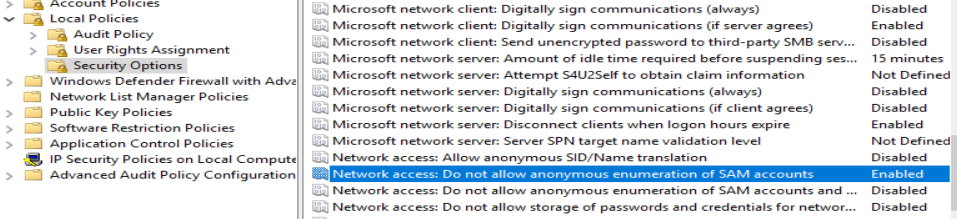 Account Policies
Local Policies
Audit Policy
User Rights Assignment
Security Options
Windows Defender Firewall with Adva
Network List Manager Policies
Public Key Policies
Software Restriction Policies
Application Control Policies
IP Security Policies on Local Compute
Advanced Audit Policy Configuration
Microsoft network client: Digitally sign communications (always) Disabled
Microsoft network client: Digitally sign communications (if server agrees) Enabled
Microsoft network client: Send unencrypted password to third-party SMB serv... Disabled
Microsoft network server: Amount of idle time required before suspending ses... 15 minutes
Microsoft network server: Attempt S4U2Self to obtain claim information Not Defined
Microsoft network server: Digitally sign communications (always) Disabled
Microsoft network server: Digitally sign communications (if client agrees) Disabled
Microsoft network server: Disconnect clients when logon hours expire Enabled
Microsoft network server: Server SPN target name validation level Not Defined
Network access: Allow anonymous SID/Name translation Disabled
Network access: Do not allow anonymous enumeration of SAM accounts Enabled
Network access: Do not allow anonymous enumeration of SAM accounts and ... Disabled
Network access: Do not allow storage of passwords and credentials for networ... Disabled